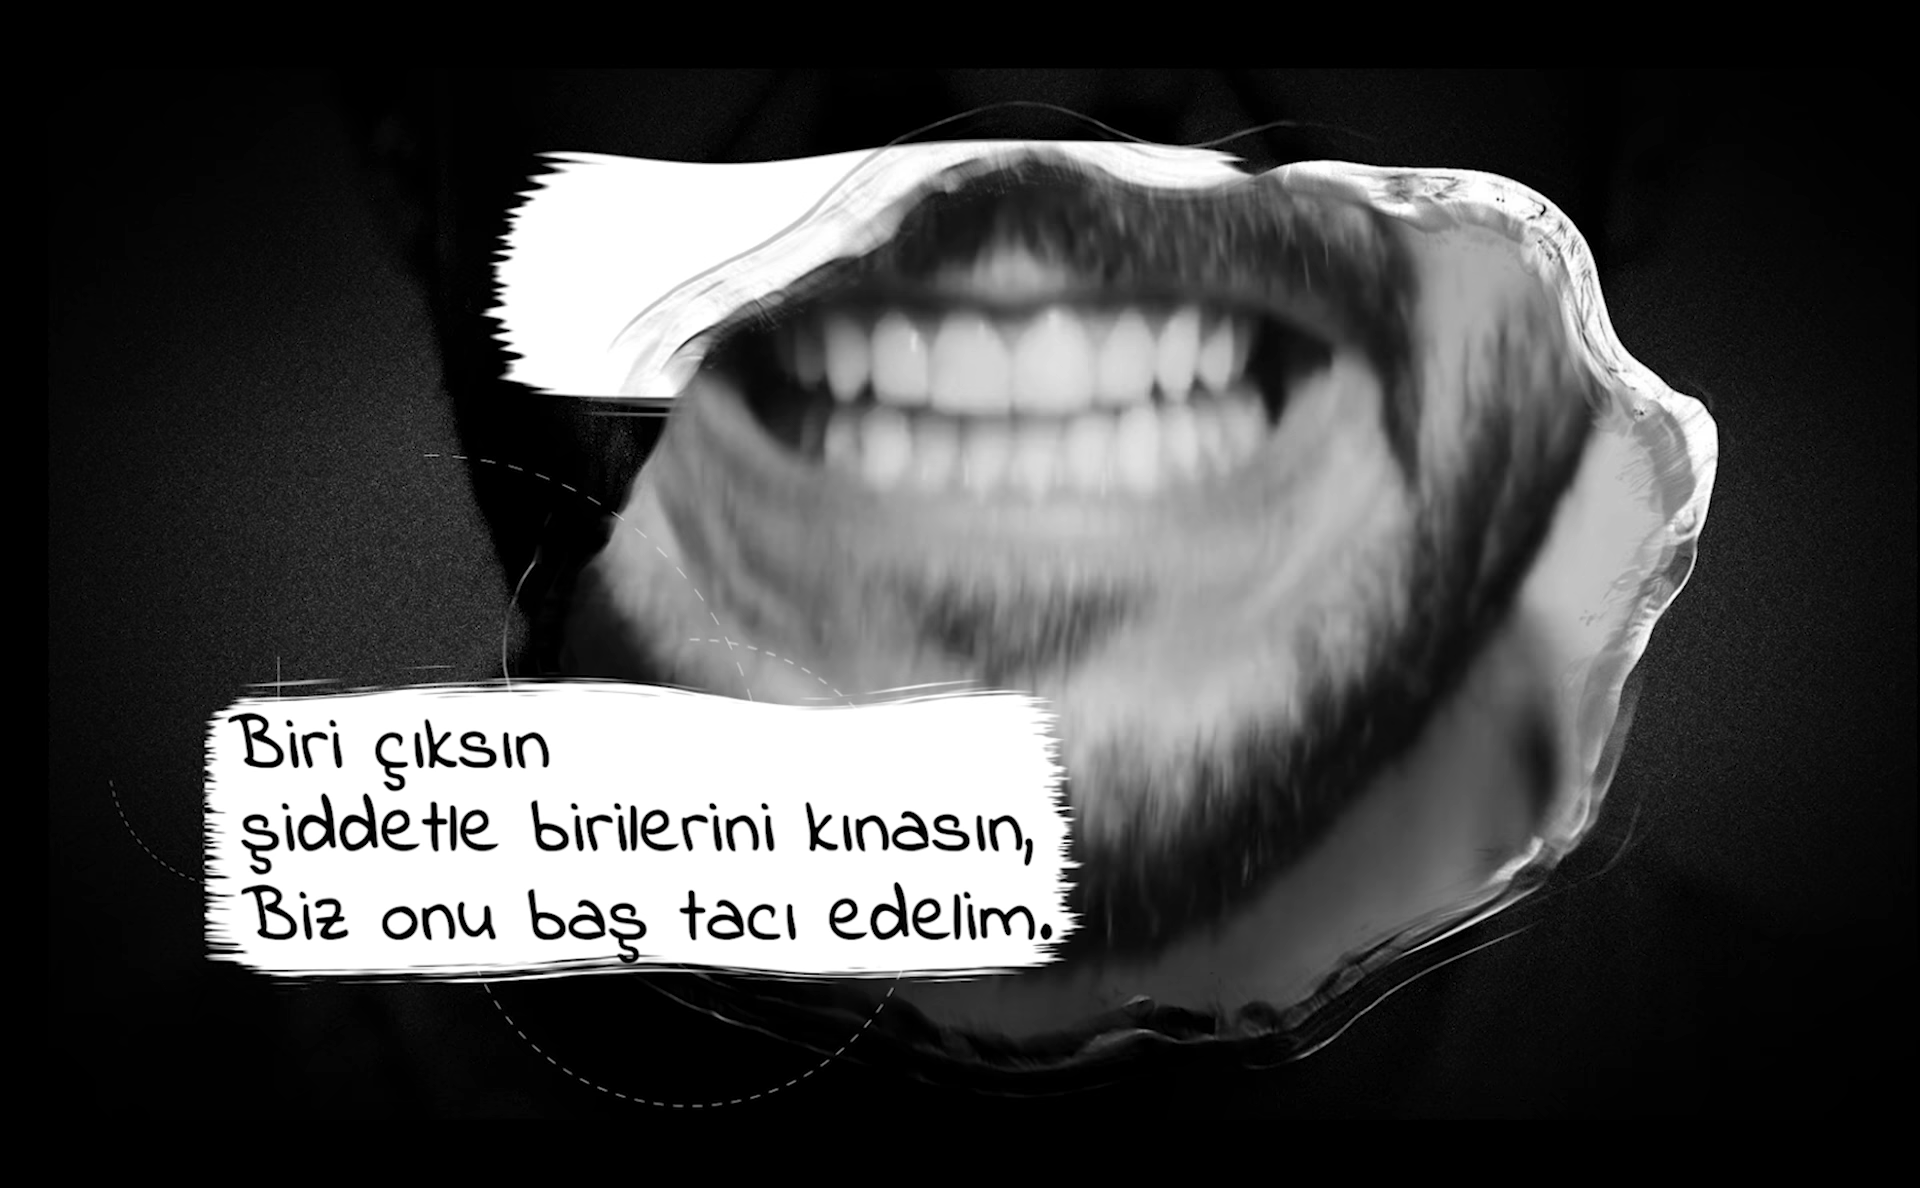 Biri çıksın
şiddetle birilerini kınasın,
Biz onu baş tacı edelim.